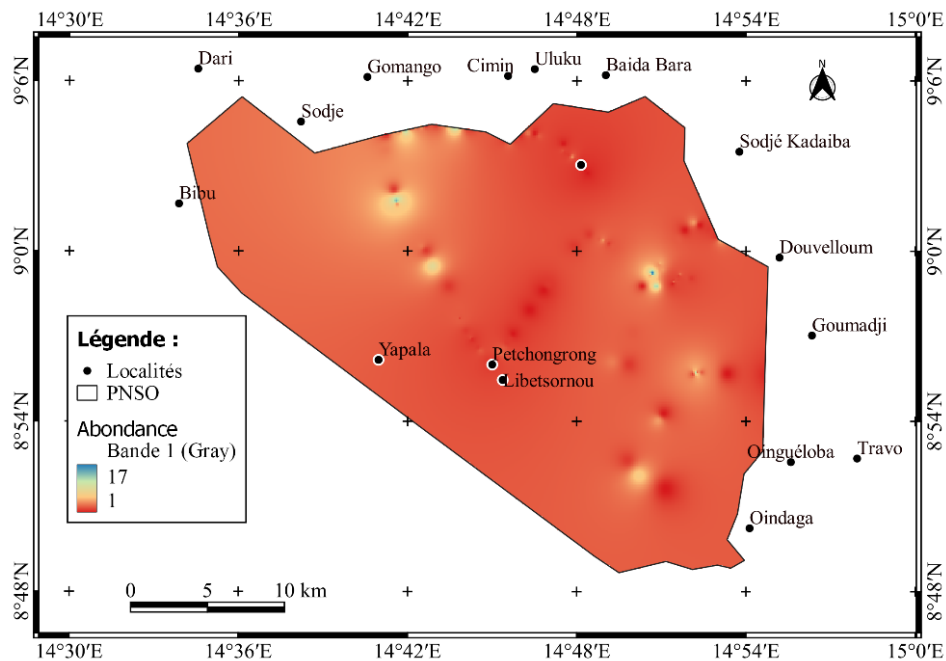 14°30'E 14°36'E 14°42'E 14°48'E 14°54'E 15°0'E
9°6'N 9°6'N
Dari
Gomango
Cimin
Uluku
Baida Bara
N
Sodje
Sodjé Kadaiba
Bibu
9°0'N 9°0'N
Douvelloum
Goumadji
Yapala
Petchongrong
Libetsornou
8°54'N 8°54'N
Oinguéloba
Travo
Oindaga
Légende :
Localités
PNSO
Abondance
Bande 1 (Gray)
17
1
0 5 10 km
8°48'N 8°48'N
14°30'E 14°36'E 14°42'E 14°48'E 14°54'E 15°0'E